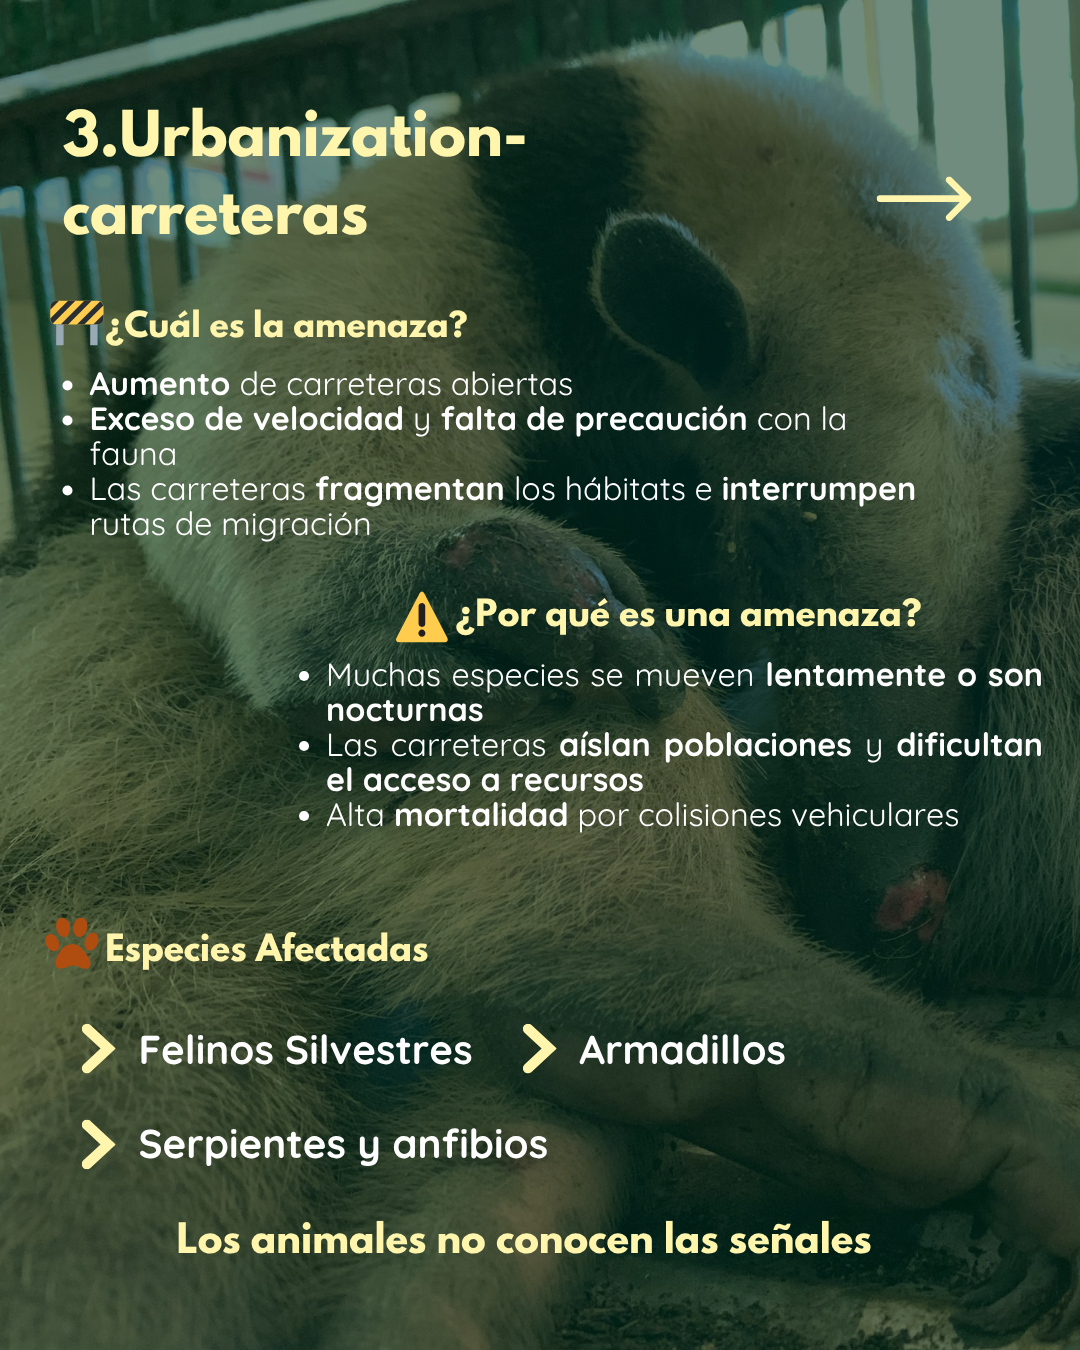 3.Urbanization-
carreteras
¿Cuál es la amenaza?
• Aumento de carreteras abiertas
• Exceso de velocidad y falta de precaución con la
fauna
• Las carreteras fragmentan los hábitats e interrumpen
rutas de migración
¿Por qué es una amenaza?
• Muchas especies se mueven lentamente o son
nocturnas
• Las carreteras aíslan poblaciones y dificultan
el acceso a recursos
• Alta mortalidad por colisiones vehiculares
Especies Afectadas
Felinos Silvestres
Armadillos
Serpientes y anfibios
Los animales no conocen las señales